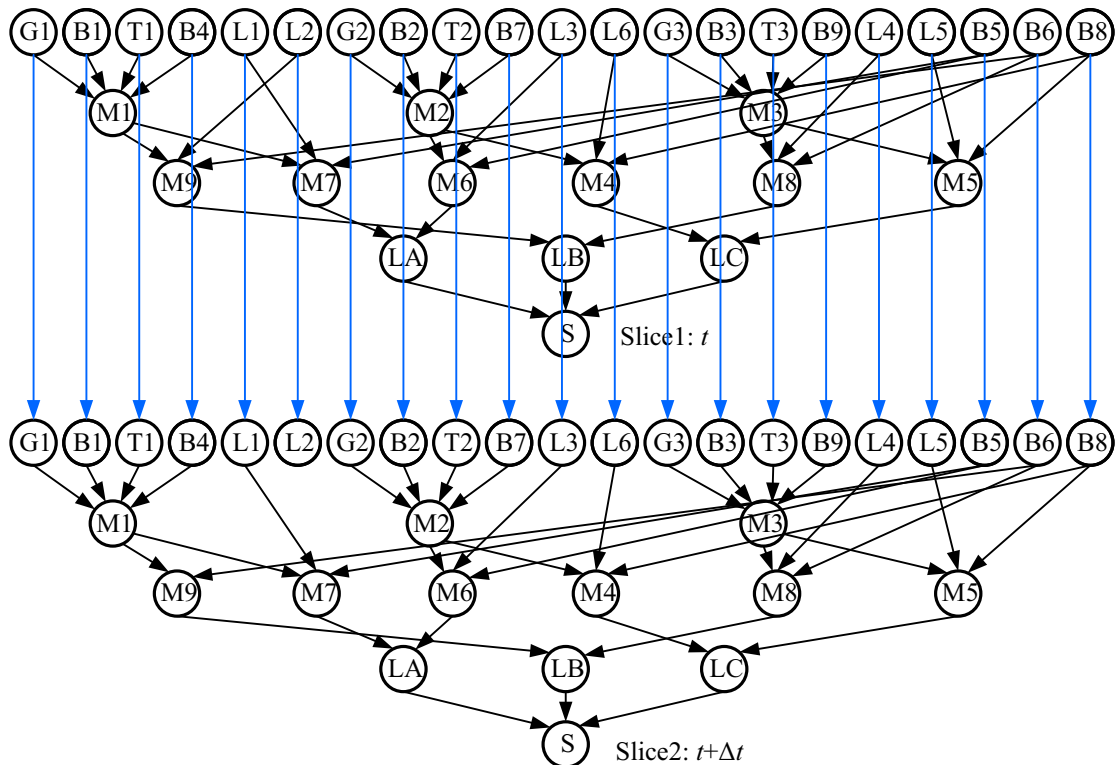 G1 B1 T1 B4 L1 L2 G2 B2 T2 B7 L3 L6 G3 B3 T3 B9 L4 L5 B5 B6 B8
M1 M2 M3
M9 M7 M6 M4 M8 M5
LA LB LC
S Slice1: t
G1 B1 T1 B4 L1 L2 G2 B2 T2 B7 L3 L6 G3 B3 T3 B9 L4 L5 B5 B6 B8
M1 M2 M3
M9 M7 M6 M4 M8 M5
LA LB LC
S Slice2: t+Δt